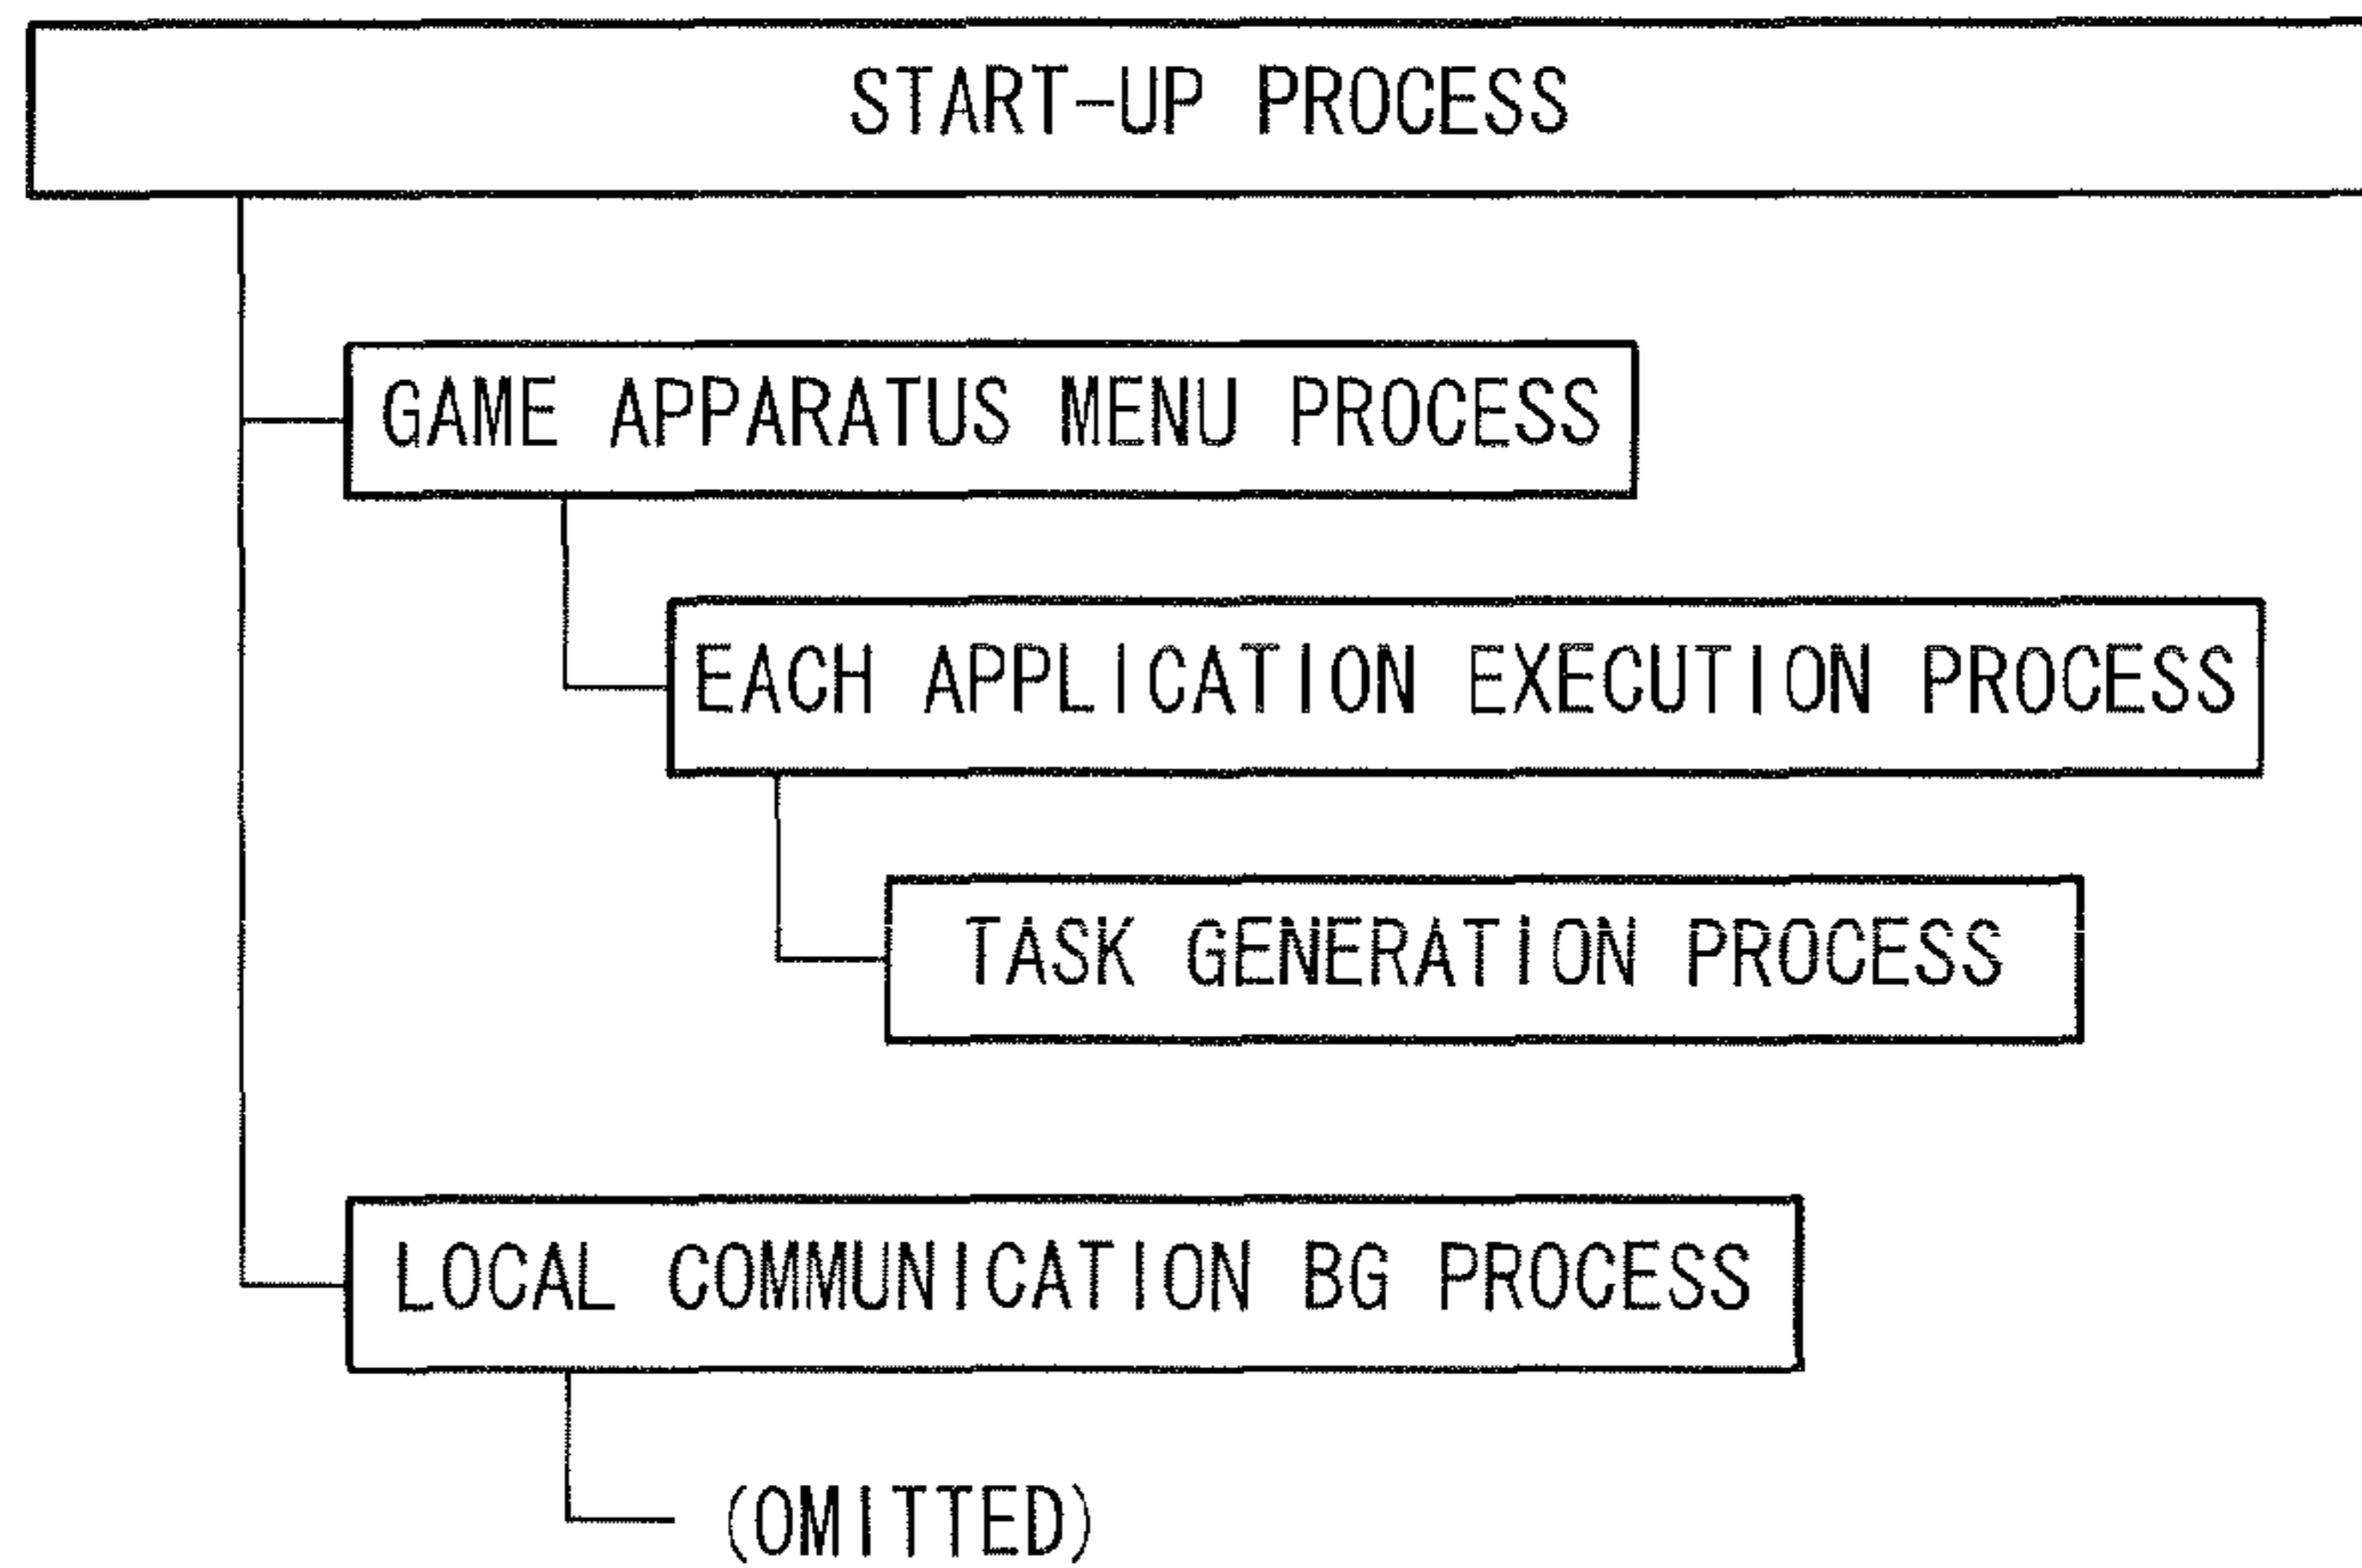 START-UP PROCESS
GAME APPARATUS MENU PROCESS
EACH APPLICATION EXECUTION PROCESS
TASK GENERATION PROCESS
LOCAL COMMUNICATION BG PROCESS
(OMITTED)